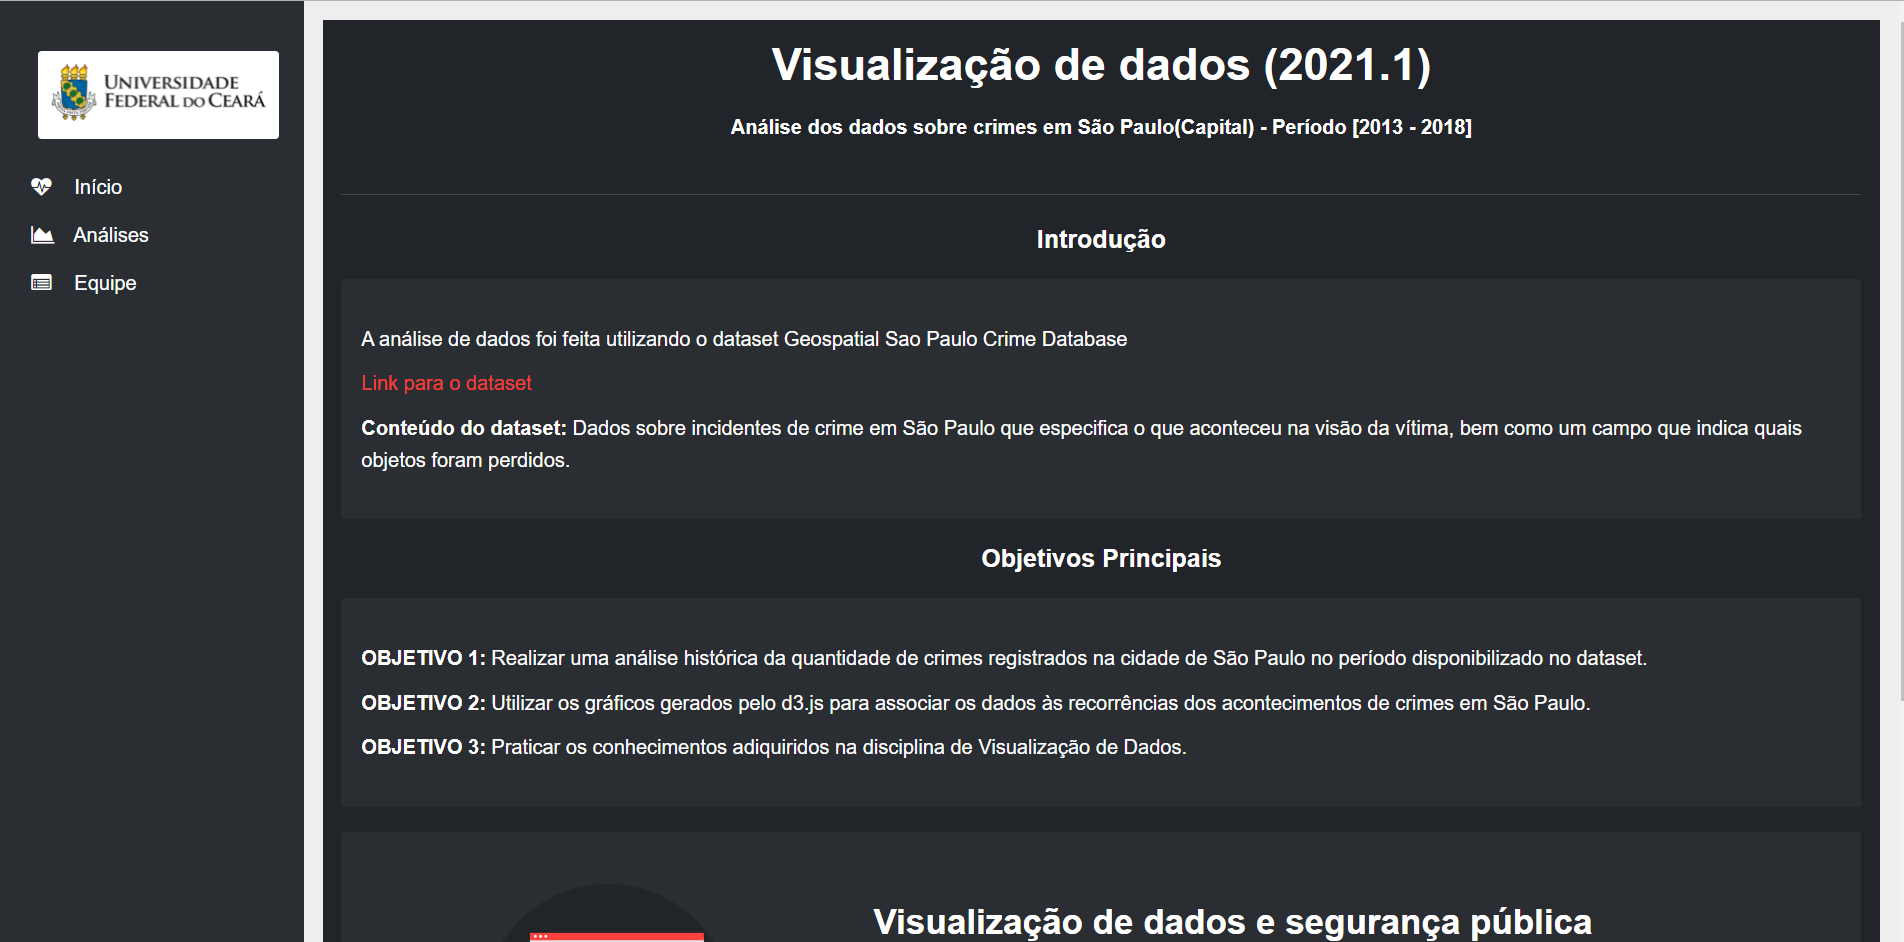 UNIVERSIDADE
FEDERAL DO CEARÁ
Início
Análises
Equipe
Visualização de dados (2021.1)
Análise dos dados sobre crimes em São Paulo(Capital) - Período [2013 - 2018]
Introdução
A análise de dados foi feita utilizando o dataset Geospatial Sao Paulo Crime Database
Link para o dataset
Conteúdo do dataset: Dados sobre incidentes de crime em São Paulo que especifica o que aconteceu na visão da vítima, bem como um campo que indica quais
objetos foram perdidos.
Objetivos Principais
OBJETIVO 1: Realizar uma análise histórica da quantidade de crimes registrados na cidade de São Paulo no período disponibilizado no dataset.
OBJETIVO 2: Utilizar os gráficos gerados pelo d3.js para associar os dados às recorrências dos acontecimentos de crimes em São Paulo.
OBJETIVO 3: Praticar os conhecimentos adiquiridos na disciplina de Visualização de Dados.
Visualização de dados e segurança pública